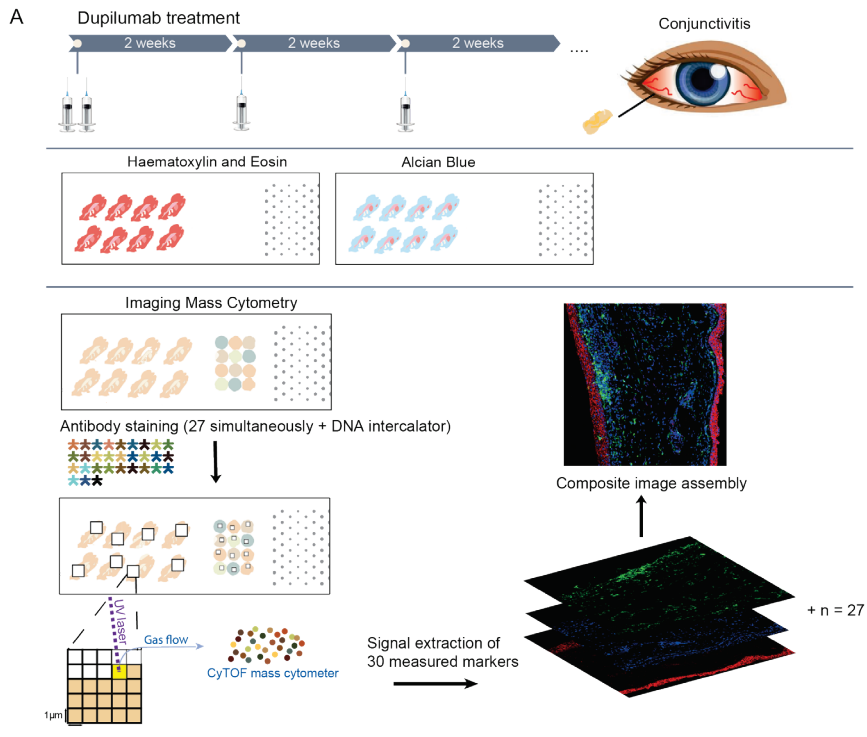 A
Dupilumab treatment
2 weeks
2 weeks
2 weeks
....
Conjunctivitis
Haematoxylin and Eosin
Alcian Blue
Imaging Mass Cytometry
Antibody staining (27 simultaneously + DNA intercalator)
UV laser
Gas flow
CyTOF mass cytometer
1µm
Signal extraction of
30 measured markers
+ n = 27
Composite image assembly